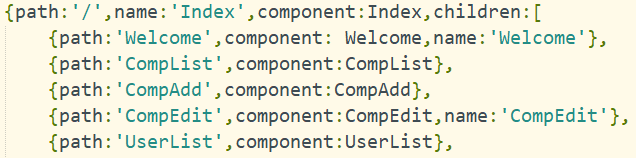 {path:'/',name:'Index',component:Index,children:[
{path:'Welcome',component: Welcome,name:'Welcome'},
{path:'CompList',component:CompList},
{path:'CompAdd',component:CompAdd},
{path:'CompEdit',component:CompEdit,name:'CompEdit'},
{path:'UserList',component:UserList},